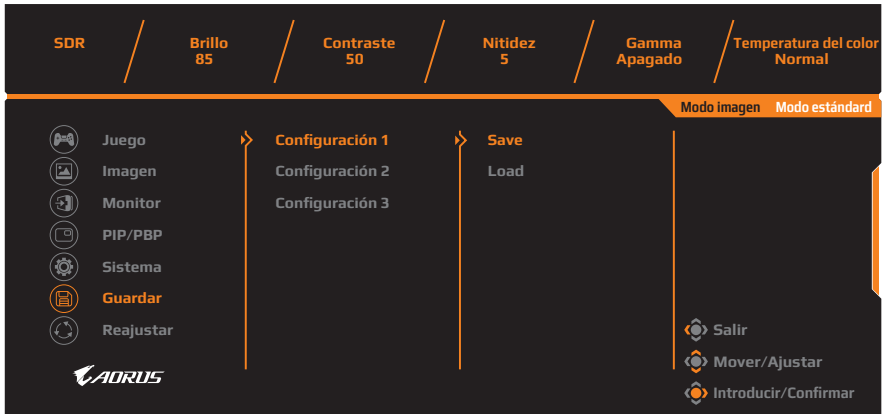 SDR
Brillo
85
Contraste
50
Nitidez
5
Gamma
Apagado
Temperatura del color
Normal
Modo imagen Modo estándard
Juego
Imagen
Monitor
PIP/PBP
Sistema
Guardar
Reajustar
Configuración 1
Configuración 2
Configuración 3
Save
Load
Salir
Mover/Ajustar
Introducir/Confirmar
AORUS